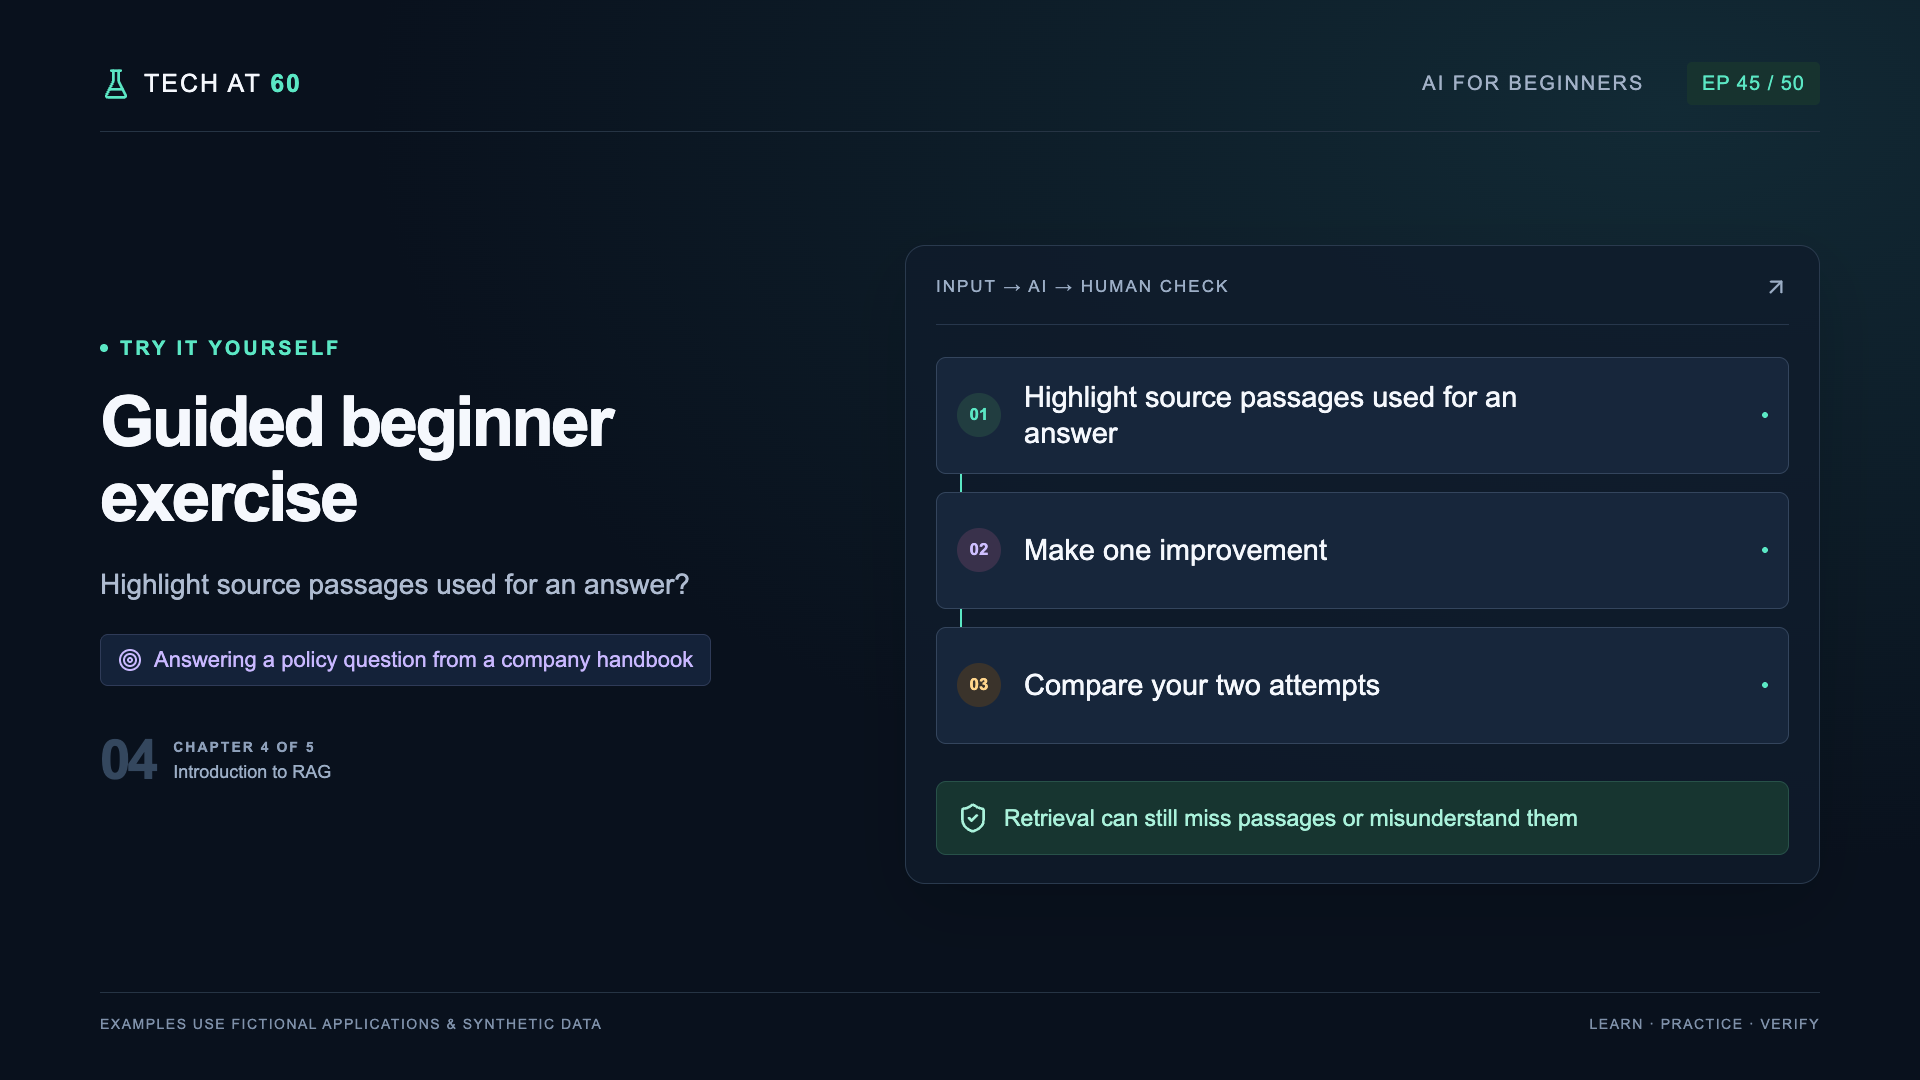 TECH AT 60
AI FOR BEGINNERS
EP 45 / 50
TRY IT YOURSELF
Guided beginner
exercise
Highlight source passages used for an answer?
Answering a policy question from a company handbook
04
CHAPTER 4 OF 5
Introduction to RAG
INPUT → AI → HUMAN CHECK
01
Highlight source passages used for an
answer
02
Make one improvement
03
Compare your two attempts
Retrieval can still miss passages or misunderstand them
EXAMPLES USE FICTIONAL APPLICATIONS & SYNTHETIC DATA
LEARN · PRACTICE · VERIFY